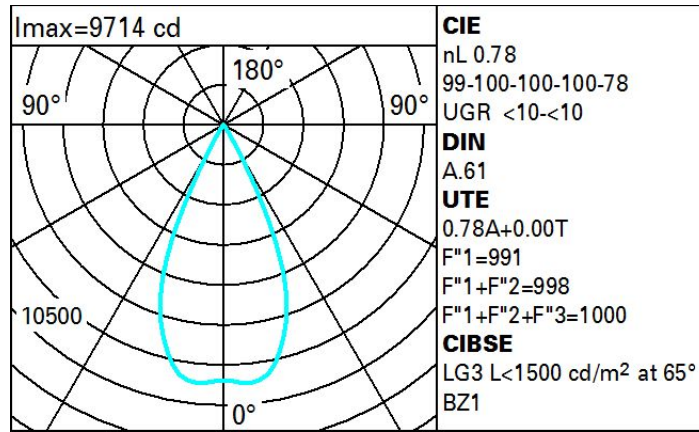 Imax=9714 cd
180°
90°
90°
10500
0°
CIE
nL 0.78
99-100-100-100-78
UGR <10-<10
DIN
A.61
UTE
0.78A+0.00T
F"1=991
F"1+F"2=998
F"1+F"2+F"3=1000
CIBSE
LG3 L<1500 cd/m² at 65°
BZ1